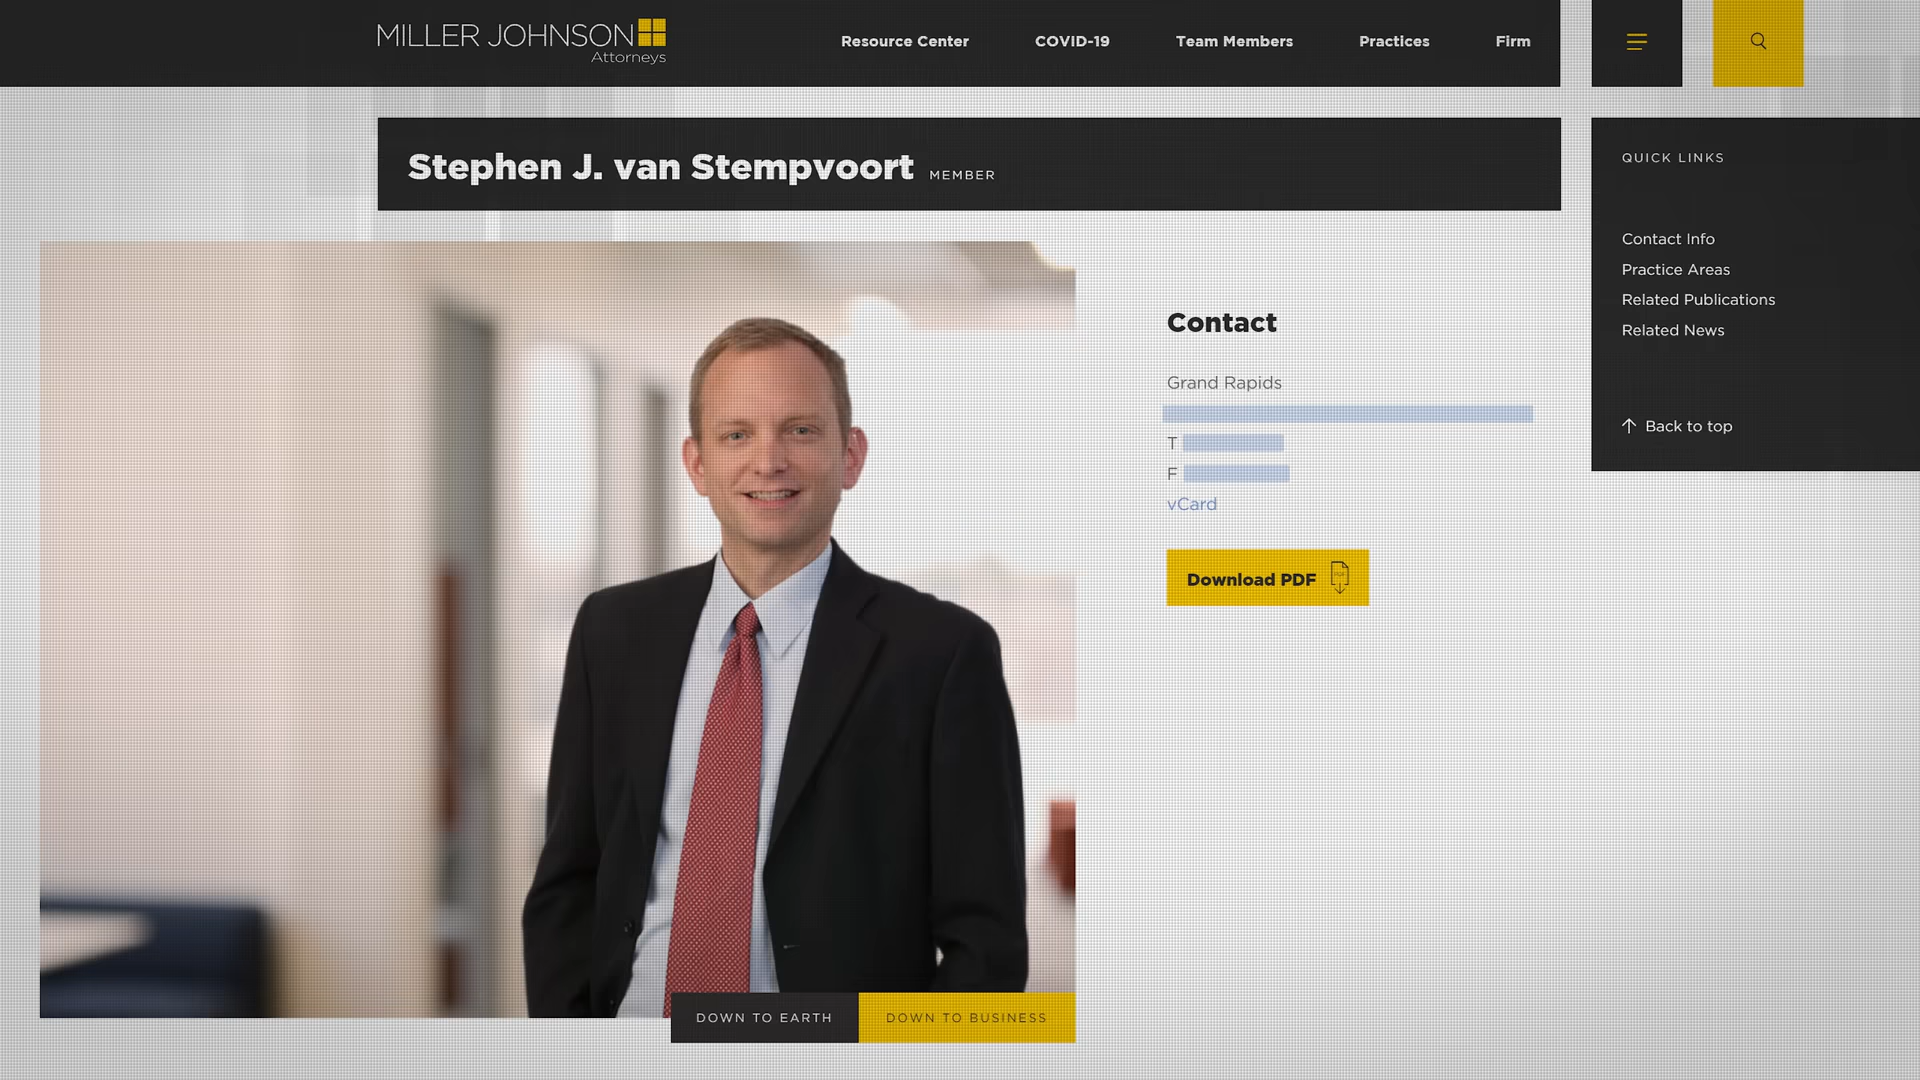 MILLER JOHNSON
Attorneys
Resource Center
COVID-19
Team Members
Practices
Firm
Stephen J. van Stempvoort MEMBER
QUICK LINKS
Contact Info
Practice Areas
Related Publications
Related News
Back to top
Contact
Grand Rapids
T
F
vCard
Download PDF
DOWN TO EARTH
DOWN TO BUSINESS